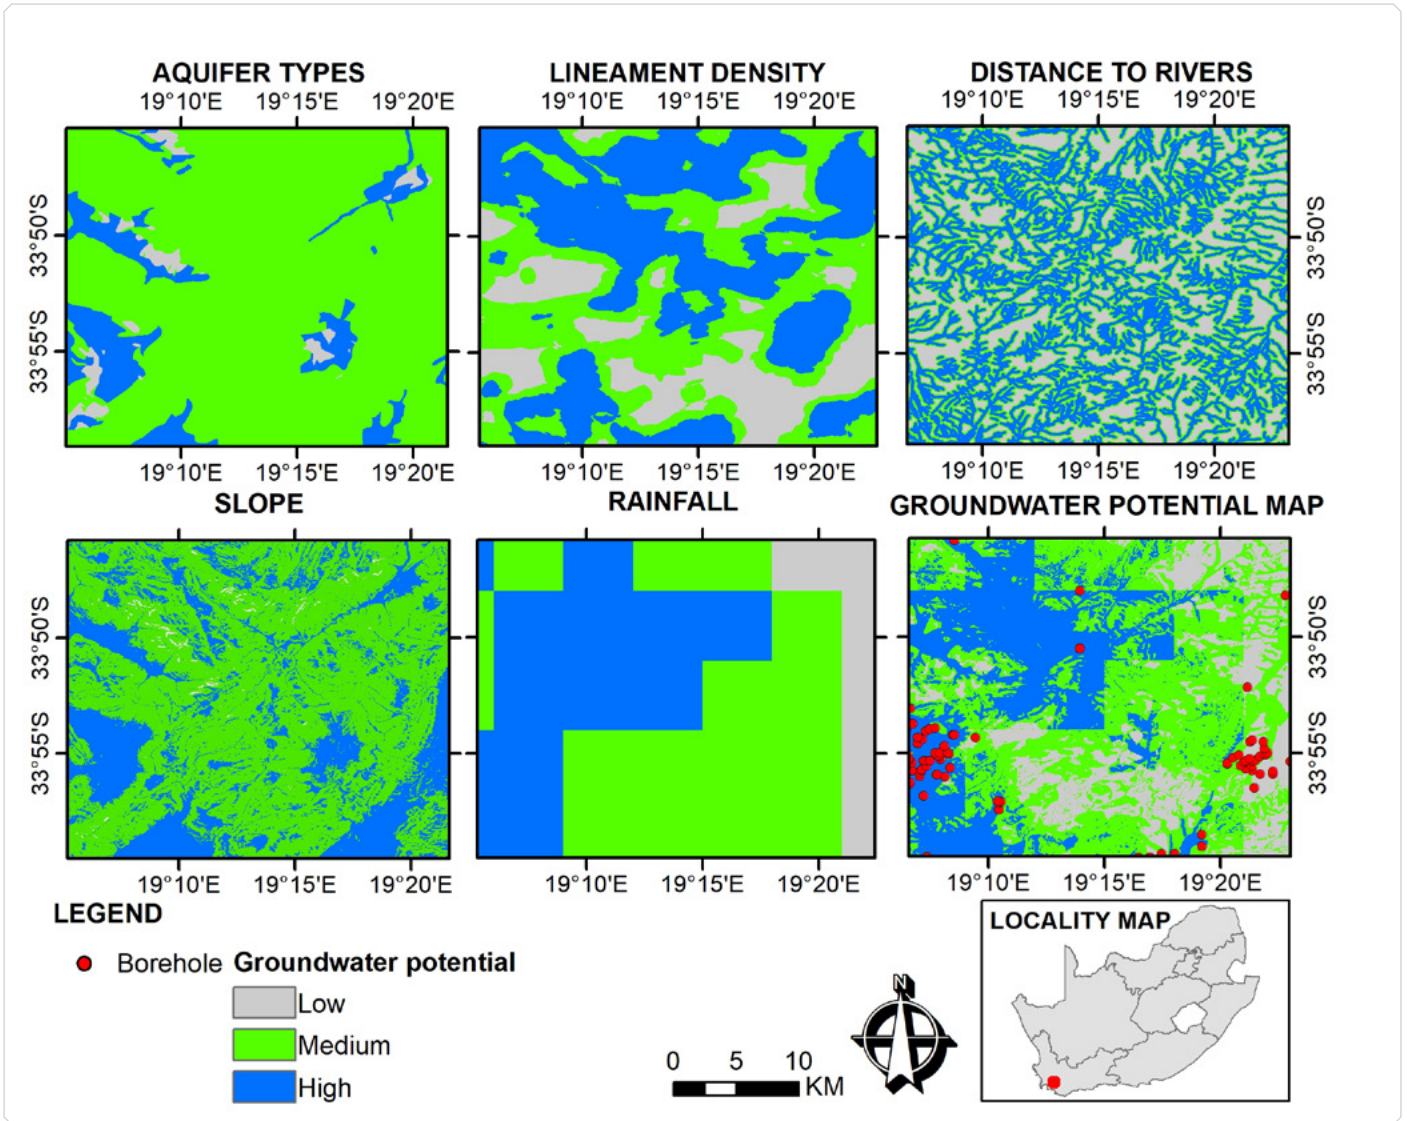 AQUIFER TYPES
19°10'E 19°15'E 19°20'E
33°50'S
33°55'S
19°10'E 19°15'E 19°20'E
LINEAMENT DENSITY
19°10'E 19°15'E 19°20'E
19°10'E 19°15'E 19°20'E
DISTANCE TO RIVERS
19°10'E 19°15'E 19°20'E
33°50'S
33°55'S
19°10'E 19°15'E 19°20'E
SLOPE
33°50'S
33°55'S
19°10'E 19°15'E 19°20'E
RAINFALL
19°10'E 19°15'E 19°20'E
GROUNDWATER POTENTIAL MAP
33°50'S
33°55'S
19°10'E 19°15'E 19°20'E
LEGEND
Borehole Groundwater potential
Low
Medium
High
0 5 10
KM
N
LOCALITY MAP